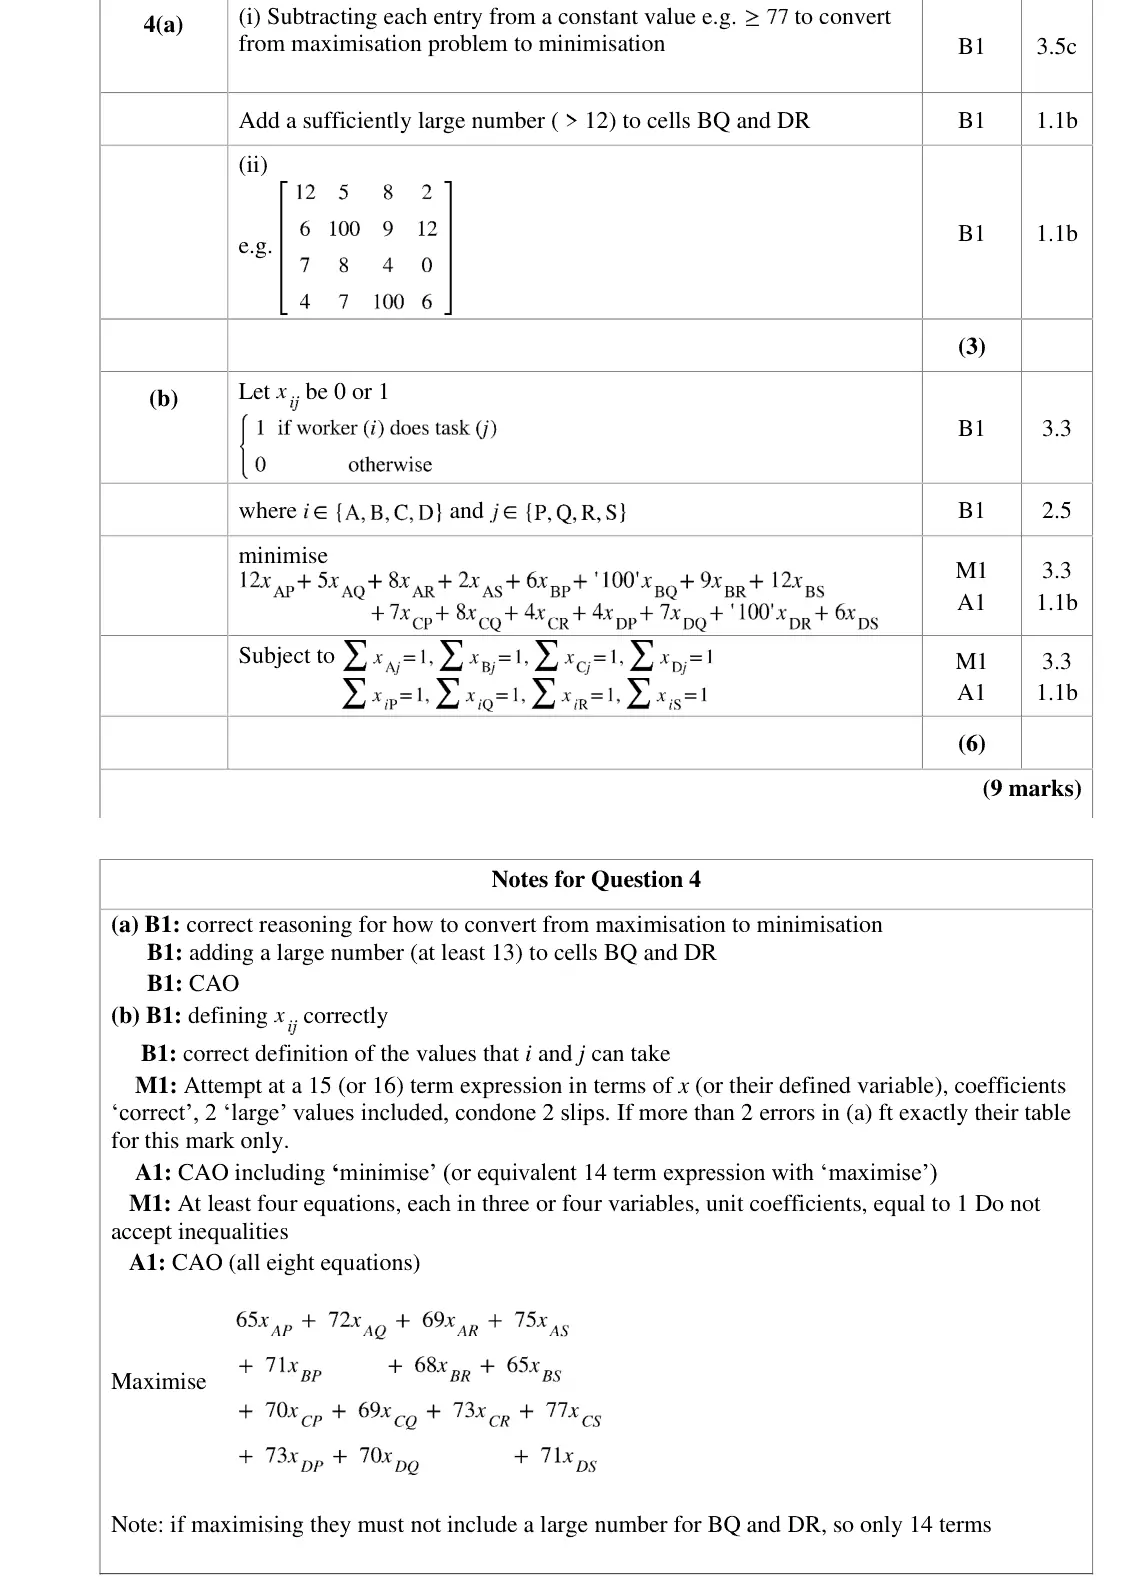 4(a)
(i) Subtracting each entry from a constant value e.g. ≥ 77 to convert
from maximisation problem to minimisation
B1 3.5c
Add a sufficiently large number ( > 12) to cells BQ and DR B1 1.1b
(ii)
e.g.
12 5 8 2
6 100 9 12
7 8 4 0
4 7 100 6
B1 1.1b
(3)
(b)
Let x_ij be 0 or 1
{ 1 if worker (i) does task (j)
0 otherwise
B1 3.3
where i ∈ {A, B, C, D} and j ∈ {P, Q, R, S} B1 2.5
minimise
12x_AP + 5x_AQ + 8x_AR + 2x_AS + 6x_BP + '100'x_BQ + 9x_BR + 12x_BS
+ 7x_CP + 8x_CQ + 4x_CR + 4x_DP + 7x_DQ + '100'x_DR + 6x_DS
M1 3.3
A1 1.1b
Subject to ∑ x_Aj = 1, ∑ x_Bj = 1, ∑ x_Cj = 1, ∑ x_Dj = 1
∑ x_iP = 1, ∑ x_iQ = 1, ∑ x_iR = 1, ∑ x_iS = 1
M1 3.3
A1 1.1b
(6)
(9 marks)
Notes for Question 4
(a) B1: correct reasoning for how to convert from maximisation to minimisation
B1: adding a large number (at least 13) to cells BQ and DR
B1: CAO
(b) B1: defining x_ij correctly
B1: correct definition of the values that i and j can take
M1: Attempt at a 15 (or 16) term expression in terms of x (or their defined variable), coefficients
‘correct’, 2 ‘large’ values included, condone 2 slips. If more than 2 errors in (a) ft exactly their table
for this mark only.
A1: CAO including ‘minimise’ (or equivalent 14 term expression with ‘maximise’)
M1: At least four equations, each in three or four variables, unit coefficients, equal to 1 Do not
accept inequalities
A1: CAO (all eight equations)
Maximise
65x_AP + 72x_AQ + 69x_AR + 75x_AS
+ 71x_BP + 68x_BR + 65x_BS
+ 70x_CP + 69x_CQ + 73x_CR + 77x_CS
+ 73x_DP + 70x_DQ + 71x_DS
Note: if maximising they must not include a large number for BQ and DR, so only 14 terms